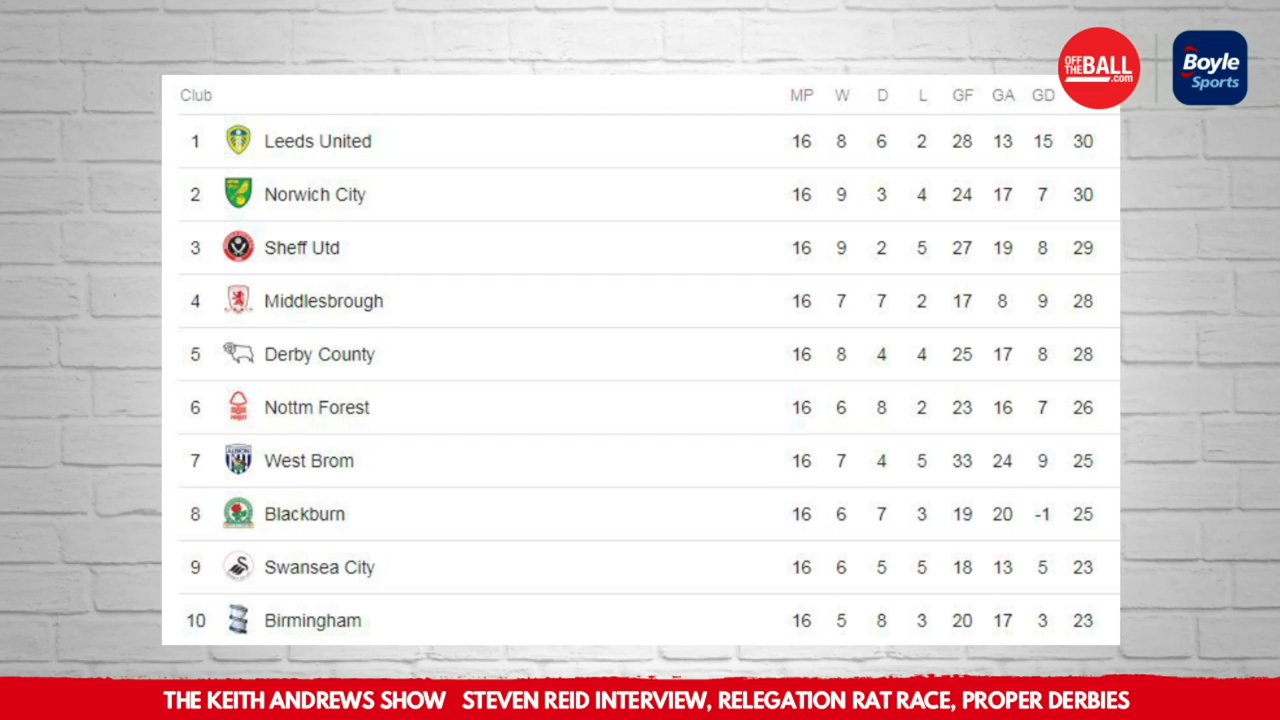 OFF THE BALL .com
Boyle Sports
Club MP W D L GF GA GD
1 Leeds United 16 8 6 2 28 13 15 30
2 Norwich City 16 9 3 4 24 17 7 30
3 Sheff Utd 16 9 2 5 27 19 8 29
4 Middlesbrough 16 7 7 2 17 8 9 28
5 Derby County 16 8 4 4 25 17 8 28
6 Nottm Forest 16 6 8 2 23 16 7 26
7 West Brom 16 7 4 5 33 24 9 25
8 Blackburn 16 6 7 3 19 20 -1 25
9 Swansea City 16 6 5 5 18 13 5 23
10 Birmingham 16 5 8 3 20 17 3 23
THE KEITH ANDREWS SHOW STEVEN REID INTERVIEW, RELEGATION RAT RACE, PROPER DERBIES